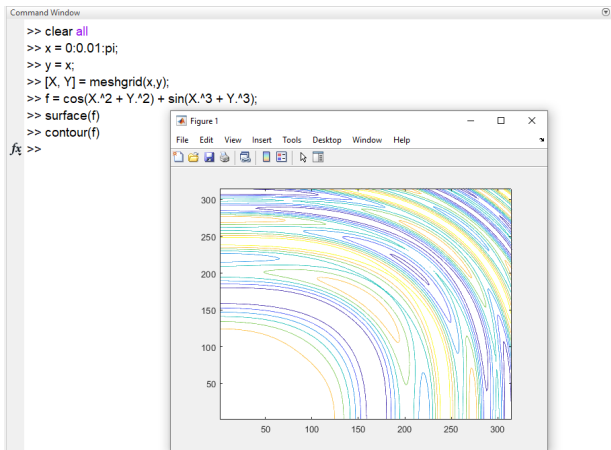 Command Window
>> clear all
>> x = 0:0.01:pi;
>> y = x;
>> [X, Y] = meshgrid(x,y);
>> f = cos(X.^2 + Y.^2) + sin(X.^3 + Y.^3);
>> surface(f)
>> contour(f)
fx >>
Figure 1
File Edit View Insert Tools Desktop Window Help
300
250
200
150
100
50
50 100 150 200 250 300